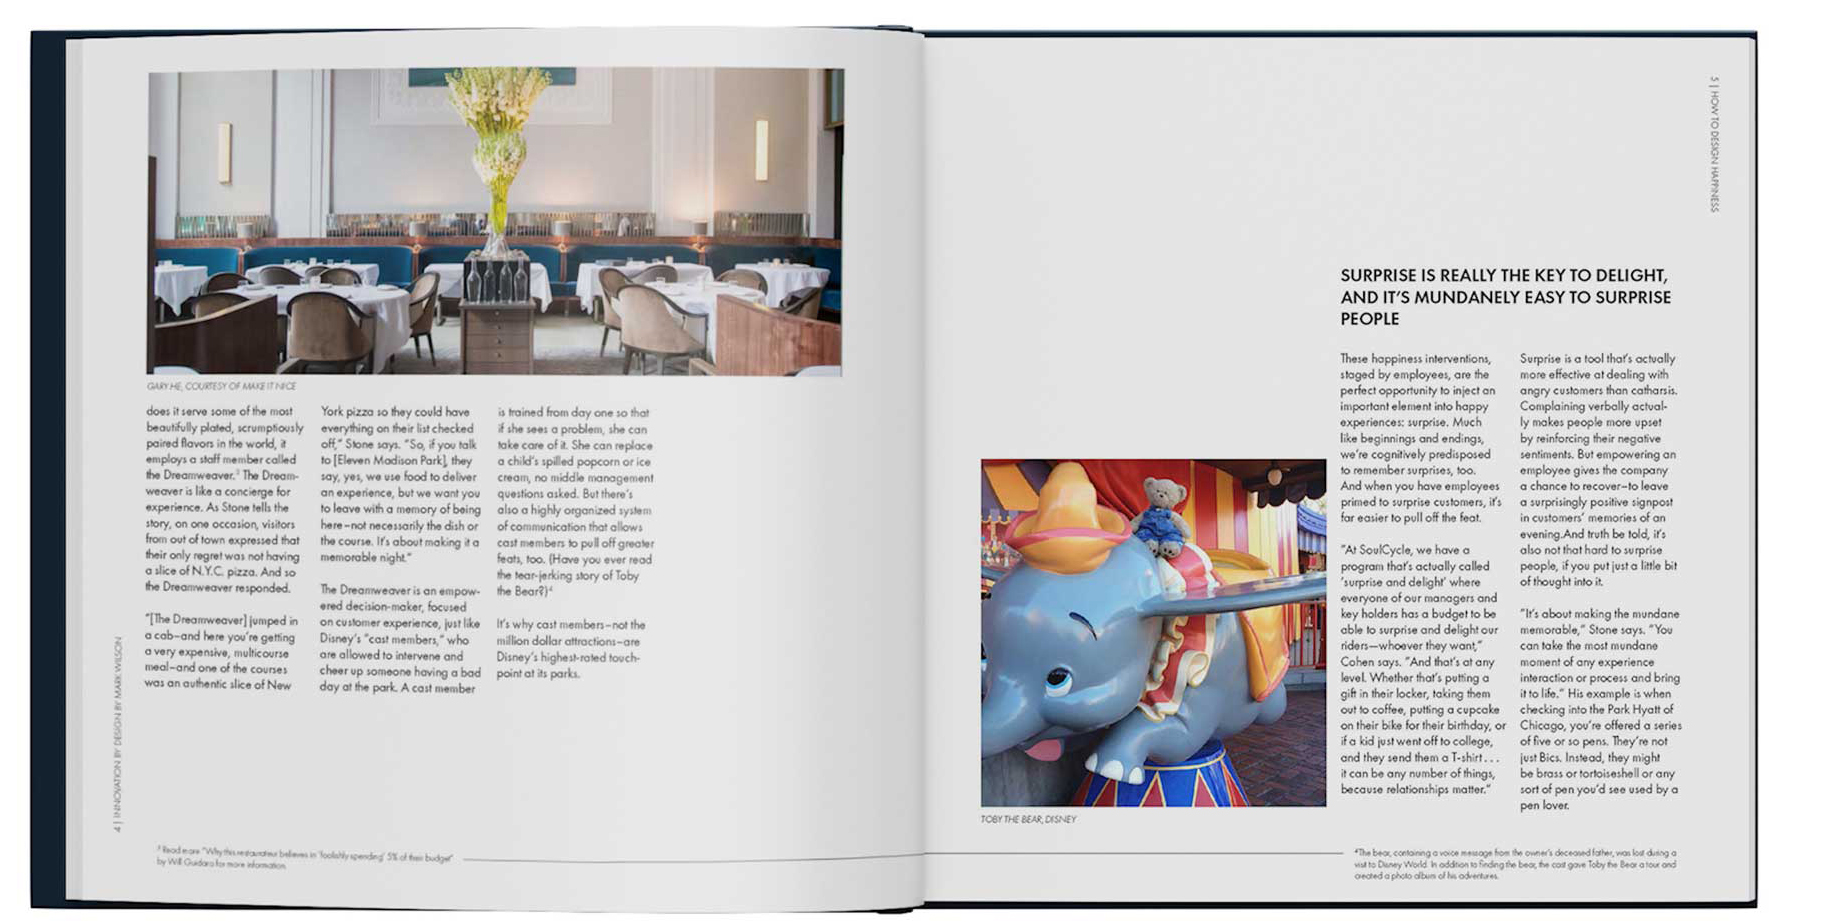 GARY HE, COURTESY OF MAKE IT NICE
does it serve some of the most
beautifully plated, scrumptiously
paired flavors in the world, it
employs a staff member called
the Dreamweaver.³ The Dream-
weaver is like a concierge for
experience. As Stone tells the
story, on one occasion, visitors
from out of town expressed that
their only regret was not having
a slice of N.Y.C. pizza. And so
the Dreamweaver responded.
"[The Dreamweaver] jumped in
a cab–and here you're getting
a very expensive, multicourse
meal–and one of the courses
was an authentic slice of New
York pizza so they could have
everything on their list checked
off," Stone says. "So, if you talk
to [Eleven Madison Park], they
say, yes, we use food to deliver
an experience, but we want you
to leave with a memory of being
here–not necessarily the dish or
the course. It's about making it a
memorable night."
The Dreamweaver is an empow-
ered decision-maker, focused
on customer experience, just like
Disney's "cast members," who
are allowed to intervene and
cheer up someone having a bad
day at the park. A cast member
is trained from day one so that
if she sees a problem, she can
take care of it. She can replace
a child's spilled popcorn or ice
cream, no middle management
questions asked. But there's
also a highly organized system
of communication that allows
cast members to pull off greater
feats, too. (Have you ever read
the tear-jerking story of Toby
the Bear?)⁴
It's why cast members–not the
million dollar attractions–are
Disney's highest-rated touch-
point at its parks.
4 | INNOVATION BY DESIGN BY MARK WILSON
³ Read more "Why this restaurateur believes in 'foolishly spending' 5% of their budget"
by Will Guidara for more information.
5 | HOW TO DESIGN HAPPINESS
SURPRISE IS REALLY THE KEY TO DELIGHT,
AND IT'S MUNDANELY EASY TO SURPRISE
PEOPLE
These happiness interventions,
staged by employees, are the
perfect opportunity to inject an
important element into happy
experiences: surprise. Much
like beginnings and endings,
we're cognitively predisposed
to remember surprises, too.
And when you have employees
primed to surprise customers, it's
far easier to pull off the feat.
"At SoulCycle, we have a
program that's actually called
'surprise and delight' where
everyone of our managers and
key holders has a budget to be
able to surprise and delight our
riders—whoever they want,"
Cohen says. "And that's at any
level. Whether that's putting a
gift in their locker, taking them
out to coffee, putting a cupcake
on their bike for their birthday, or
if a kid just went off to college,
and they send them a T-shirt . . .
it can be any number of things,
because relationships matter."
Surprise is a tool that's actually
more effective at dealing with
angry customers than catharsis.
Complaining verbally actual-
ly makes people more upset
by reinforcing their negative
sentiments. But empowering an
employee gives the company
a chance to recover–to leave
a surprisingly positive signpost
in customers' memories of an
evening.And truth be told, it's
also not that hard to surprise
people, if you put just a little bit
of thought into it.
"It's about making the mundane
memorable," Stone says. "You
can take the most mundane
moment of any experience
interaction or process and bring
it to life." His example is when
checking into the Park Hyatt of
Chicago, you're offered a series
of five or so pens. They're not
just Bics. Instead, they might
be brass or tortoiseshell or any
sort of pen you'd see used by a
pen lover.
TOBY THE BEAR, DISNEY
⁴The bear, containing a voice message from the owner's deceased father, was lost during a
visit to Disney World. In addition to finding the bear, the cast gave Toby the Bear a tour and
created a photo album of his adventures.